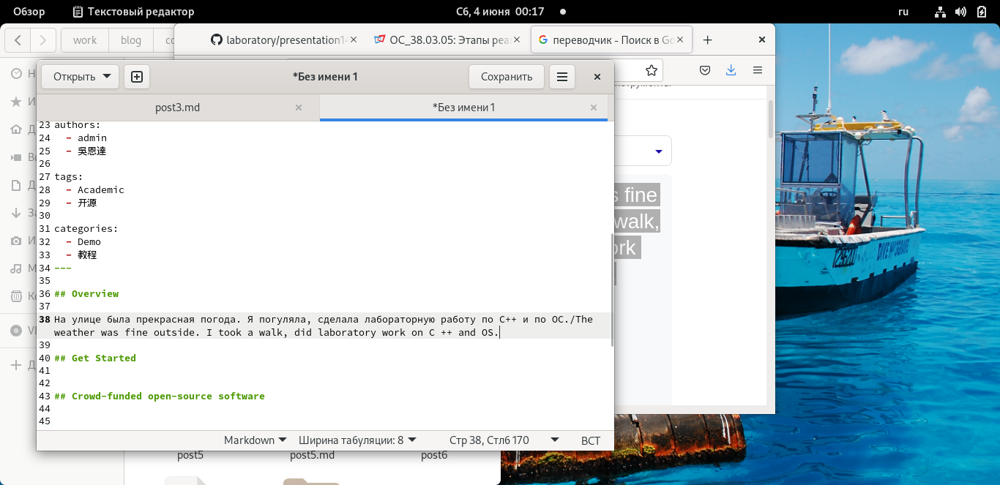 Обзор
Текстовый редактор
Сб, 4 июня 00:17
ru
work
blog
laboratory/presentation14
ОС_38.03.05: Этапы реал
переводчик - Поиск в Go
Открыть
*Без имени 1
Сохранить
post3.md
*Без имени 1
23 authors:
24 - admin
25 - 吳恩達
26
27 tags:
28 - Academic
29 - 开源
30
31 categories:
32 - Demo
33 - 教程
34 ---
35
36 ## Overview
37
38 На улице была прекрасная погода. Я погуляла, сделала лабораторную работу по C++ и по ОС./The
weather was fine outside. I took a walk, did laboratory work on C ++ and OS.
39
40 ## Get Started
41
42
43 ## Crowd-funded open-source software
44
45
fine
walk,
Markdown
Ширина табуляции: 8
Стр 38, Стлб 170
ВСТ
post5
post5.md
post6
DIVE